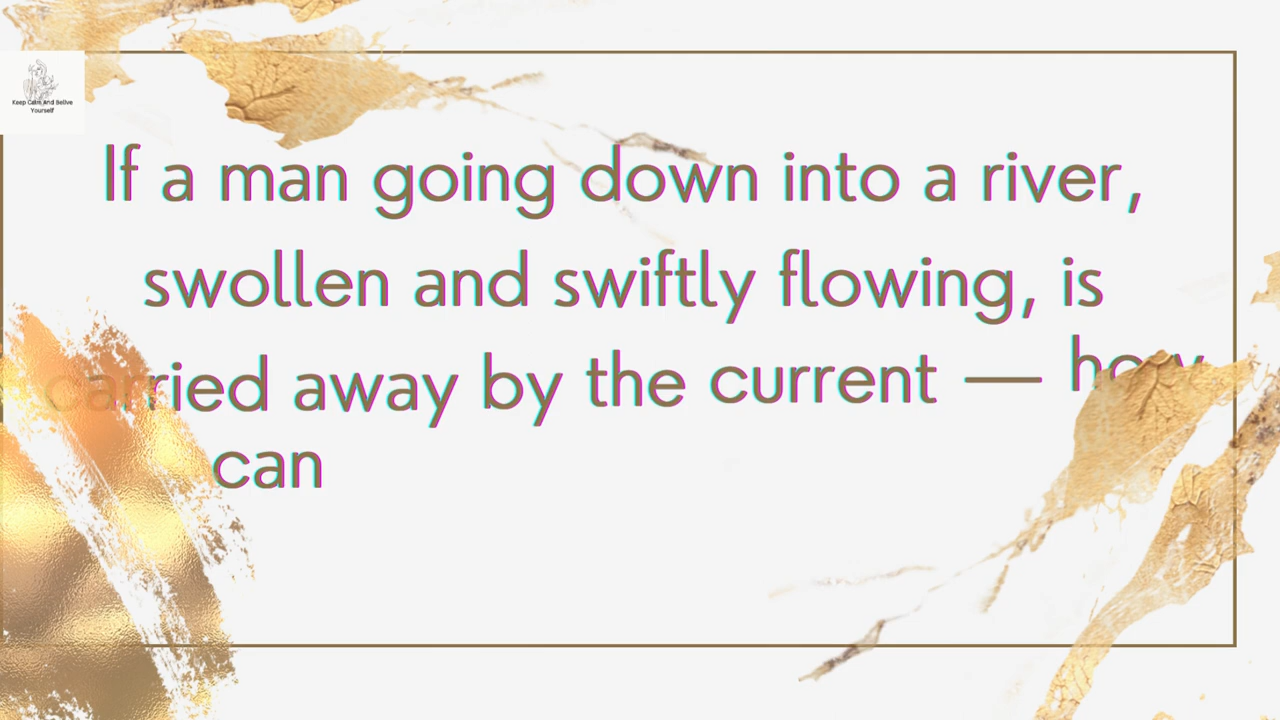 Keep Calm And Belive
Yourself
If a man going down into a river,
swollen and swiftly flowing, is
carried away by the current — how
can